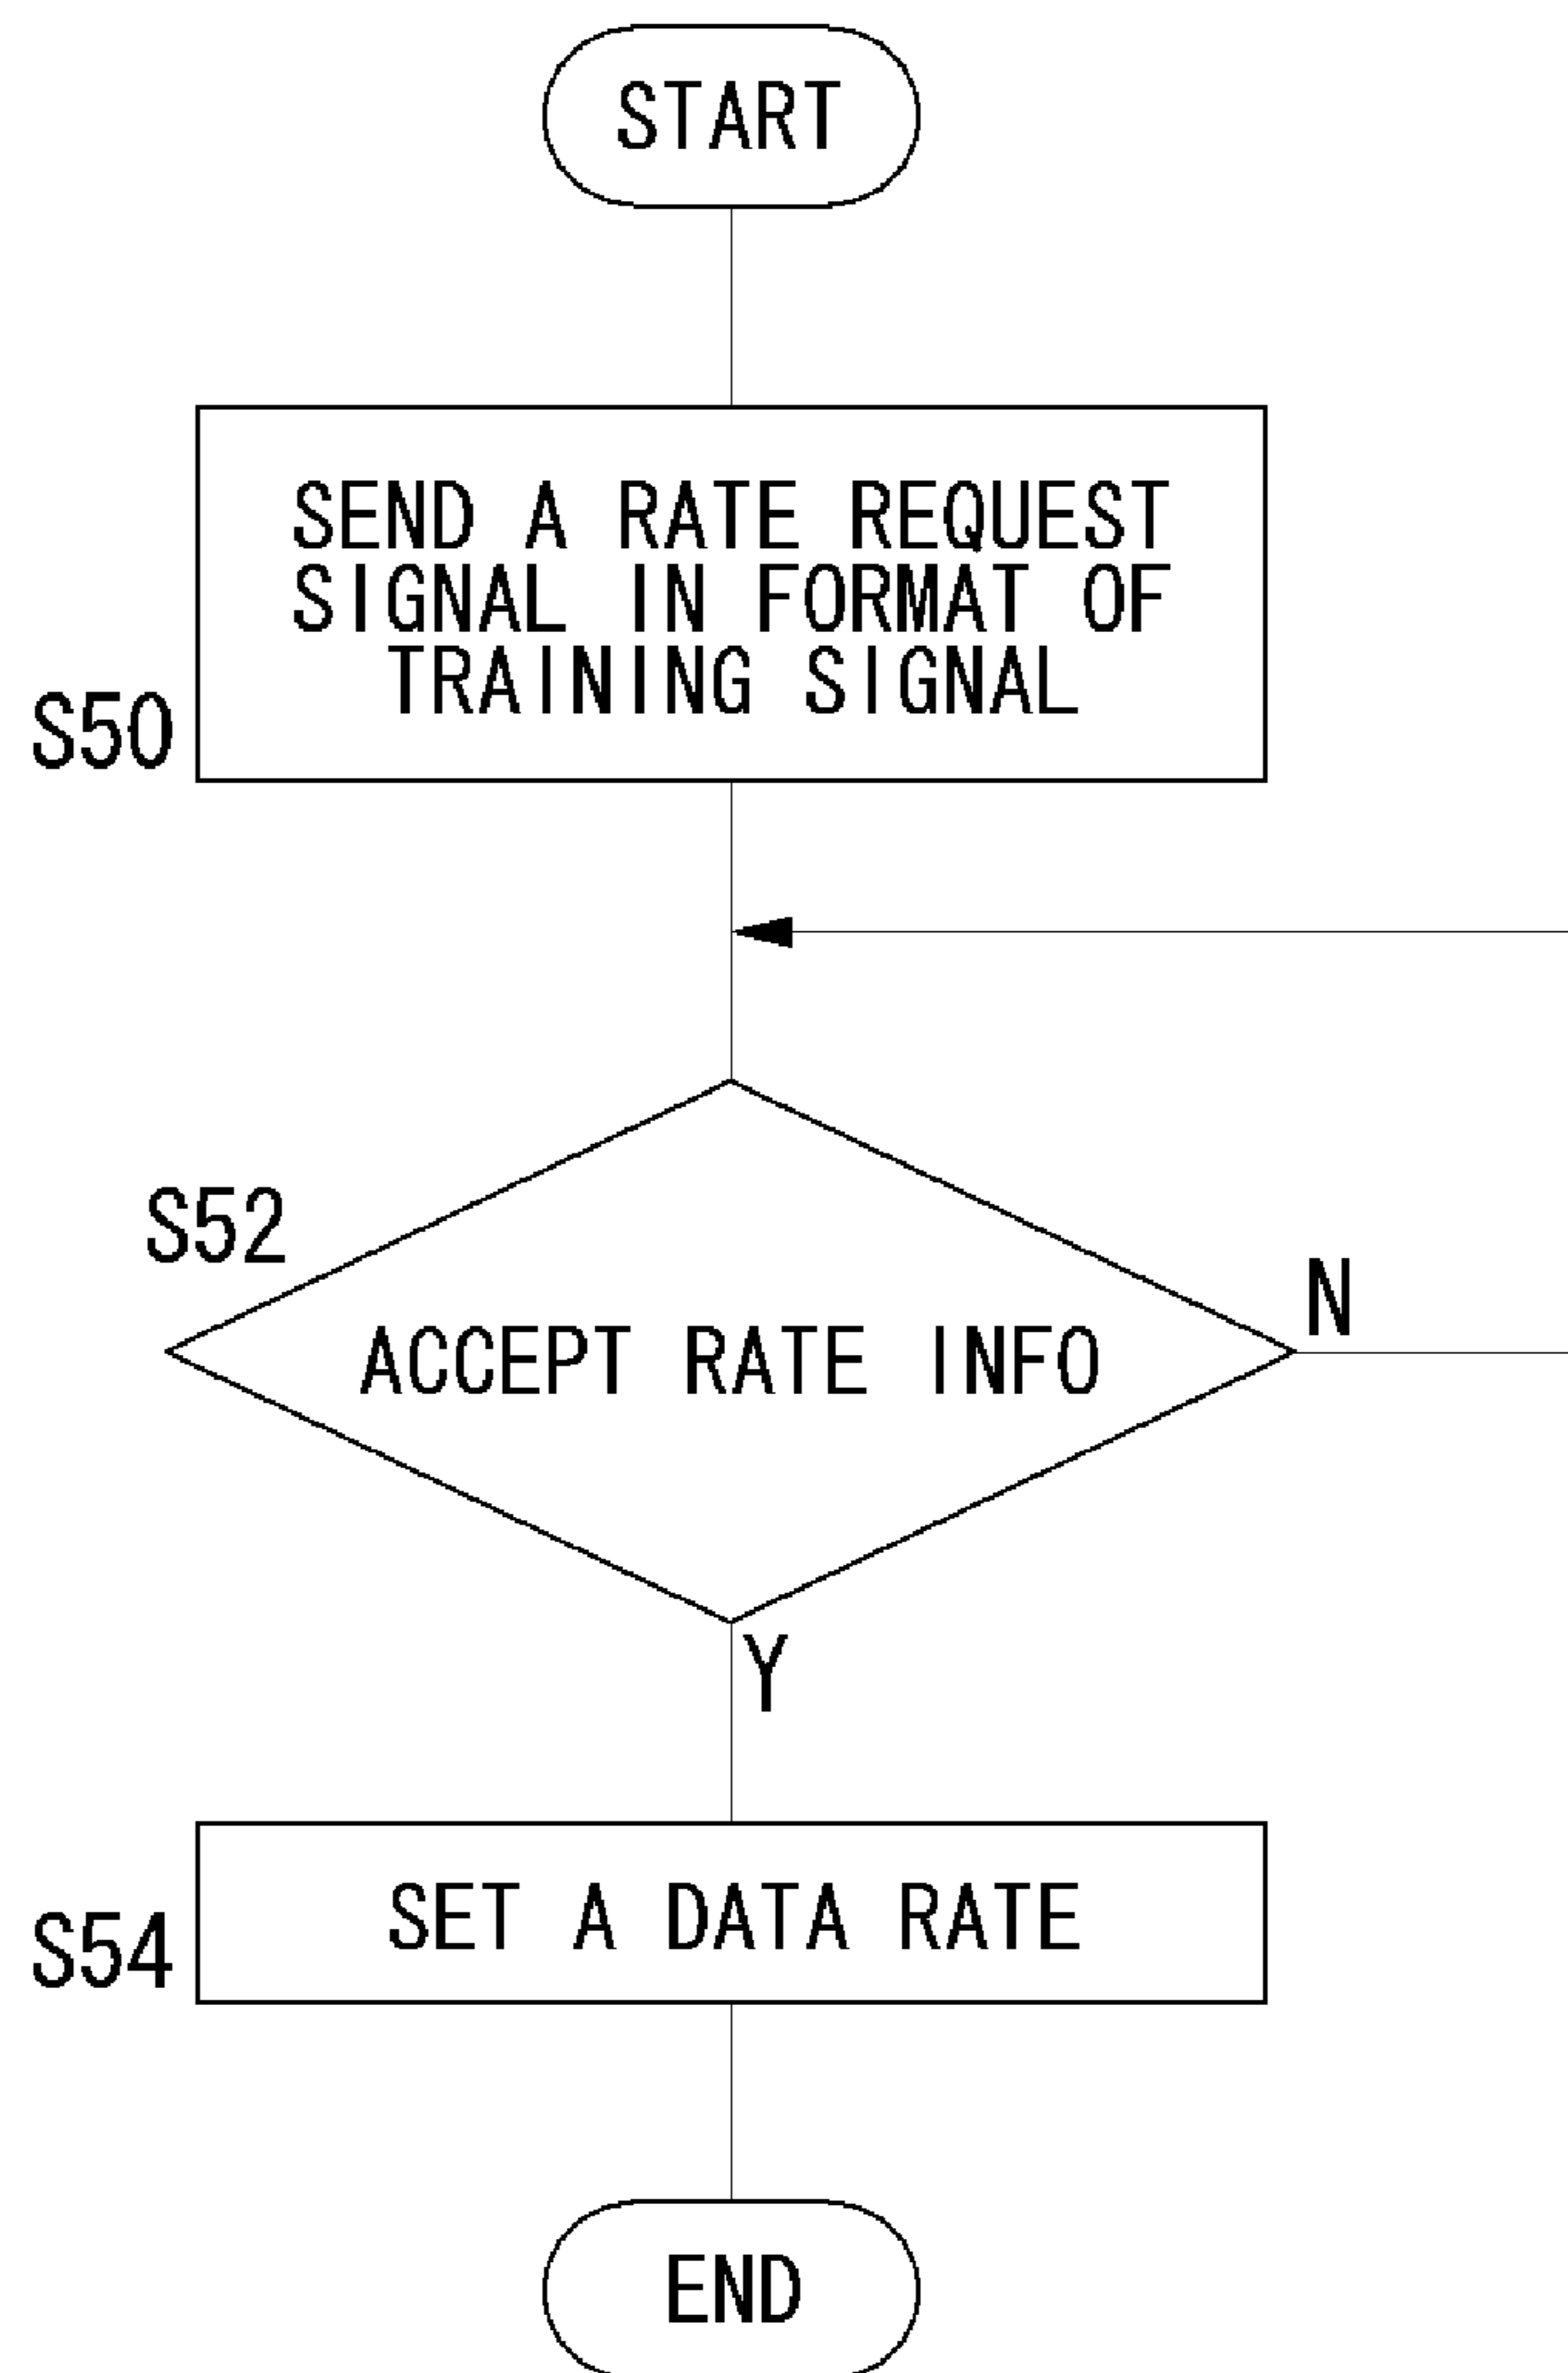 START
SEND A RATE REQUEST
SIGNAL IN FORMAT OF
TRAINING SIGNAL
S50
S52
ACCEPT RATE INFO
N
Y
SET A DATA RATE
S54
END